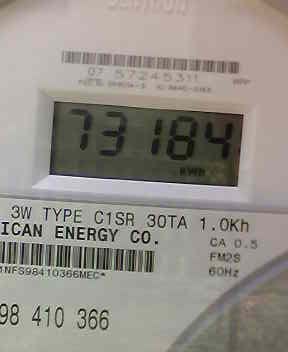 07 57245311
73184
KWH
3W TYPE C1SR 30TA 1.0Kh
ICAN ENERGY CO.
CA 0.5
FM2S
60Hz
1NFS98410366MEC*
98 410 366